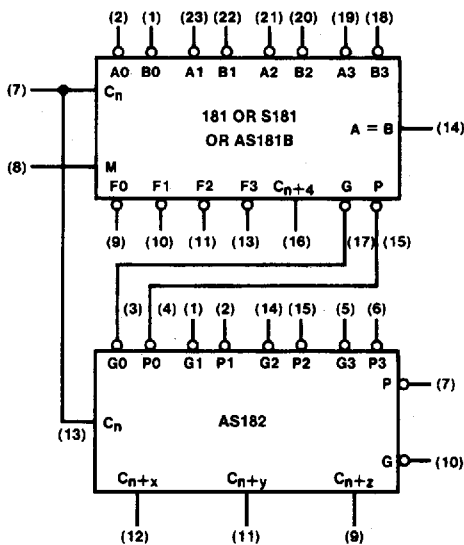 (2) (1) (23) (22) (21) (20) (19) (18)
A0 B0 A1 B1 A2 B2 A3 B3
(7) Cn
181 OR S181
OR AS181B
A = B (14)
(8) M
F0 F1 F2 F3 Cn+4 G P
(9) (10) (11) (13) (16) (17) (15)
(3) (4) (1) (2) (14) (15) (5) (6)
G0 P0 G1 P1 G2 P2 G3 P3
P (7)
(13) Cn
AS182
G (10)
Cn+x Cn+y Cn+z
(12) (11) (9)